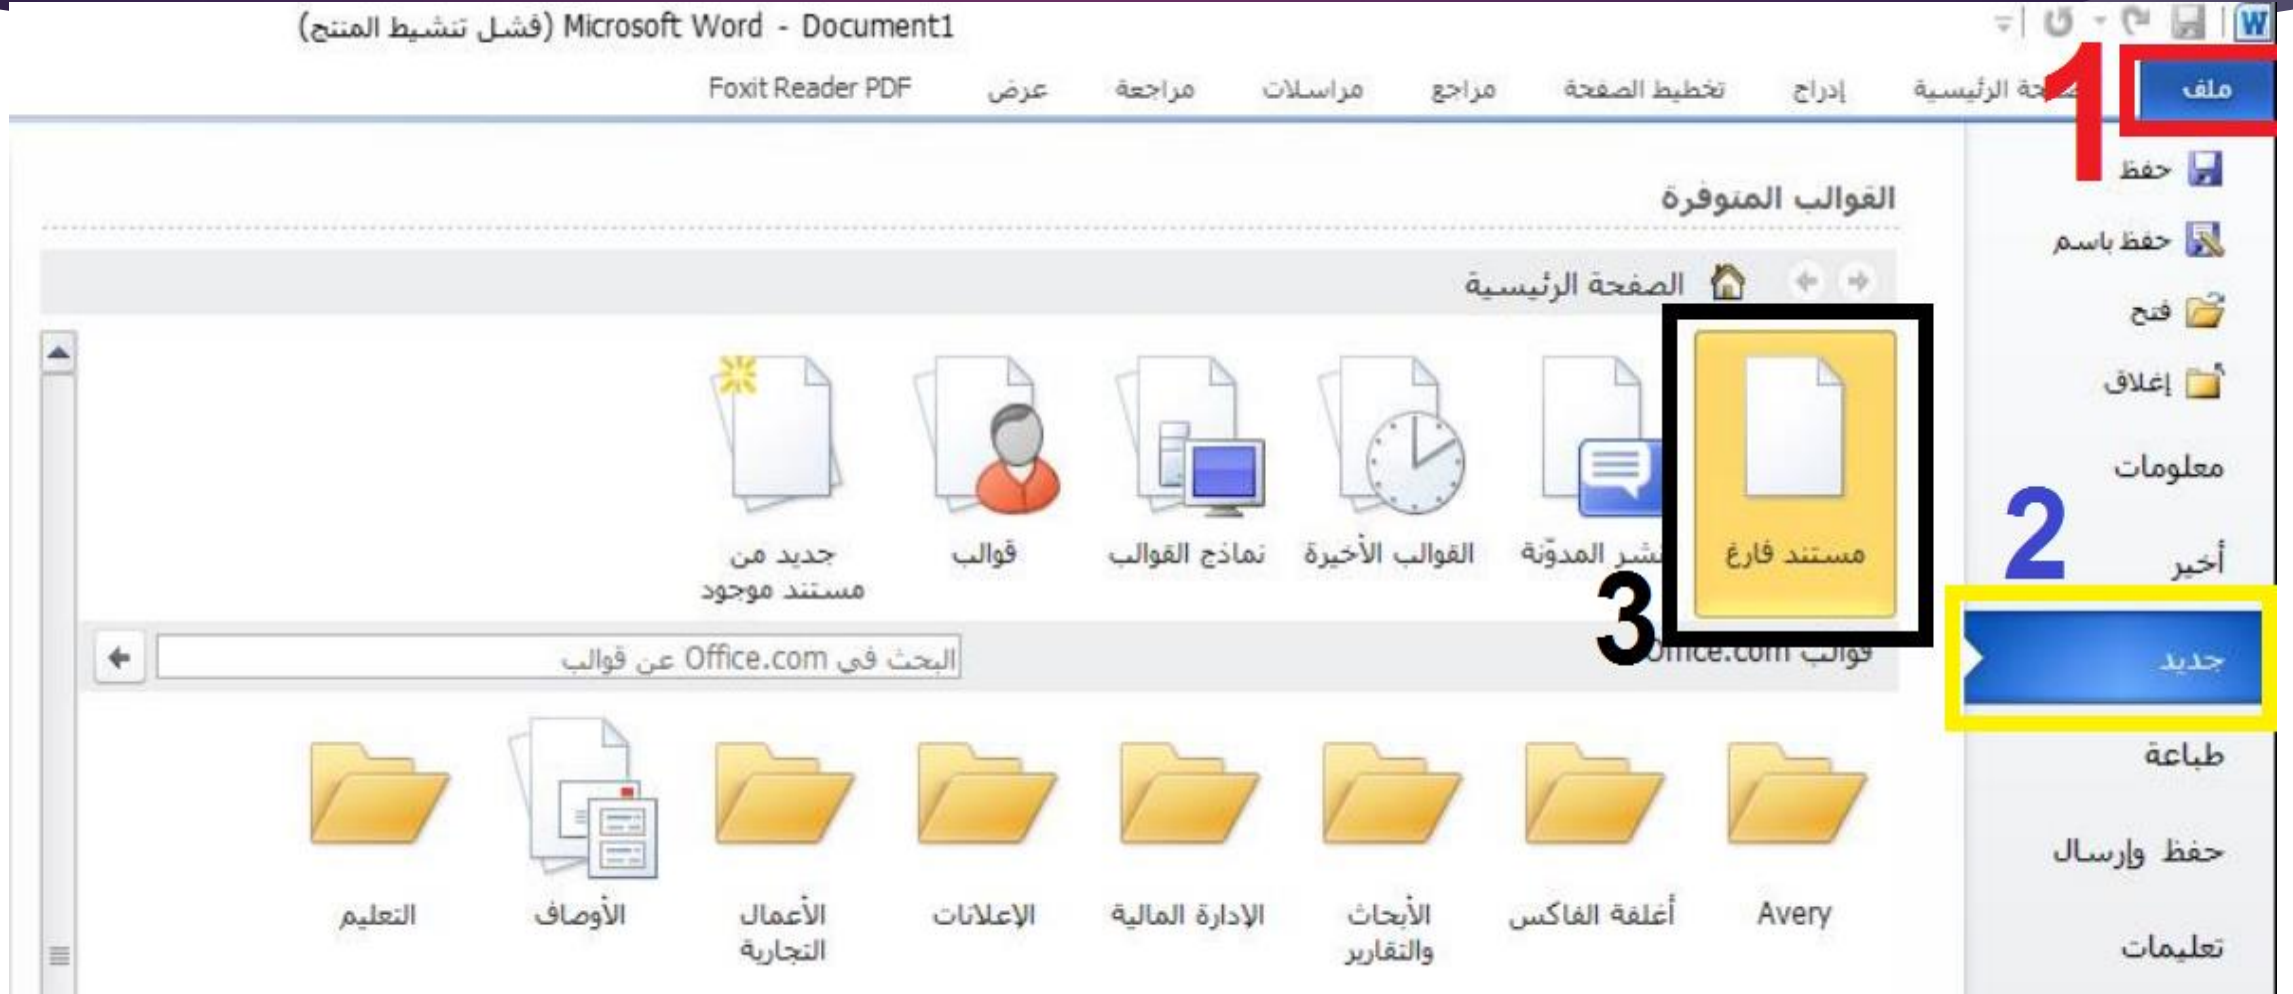 Microsoft Word - Document1 (فشل تنشيط المنتج)
ملف
الرئيسية
إدراج
تخطيط الصفحة
مراجع
مراسلات
مراجعة
عرض
Foxit Reader PDF
1
حفظ
حفظ باسم
فتح
إغلاق
معلومات
أخير
2
جديد
طباعة
حفظ وإرسال
تعليمات
القوالب المتوفرة
الصفحة الرئيسية
مستند فارغ
نشر المدوّنة
القوالب الأخيرة
نماذج القوالب
قوالب
جديد من
مستند موجود
3
قوالب Office.com
البحث في Office.com عن قوالب
Avery
أغلفة الفاكس
الأبحاث
والتقارير
الإدارة المالية
الإعلانات
الأعمال
التجارية
الأوصاف
التعليم